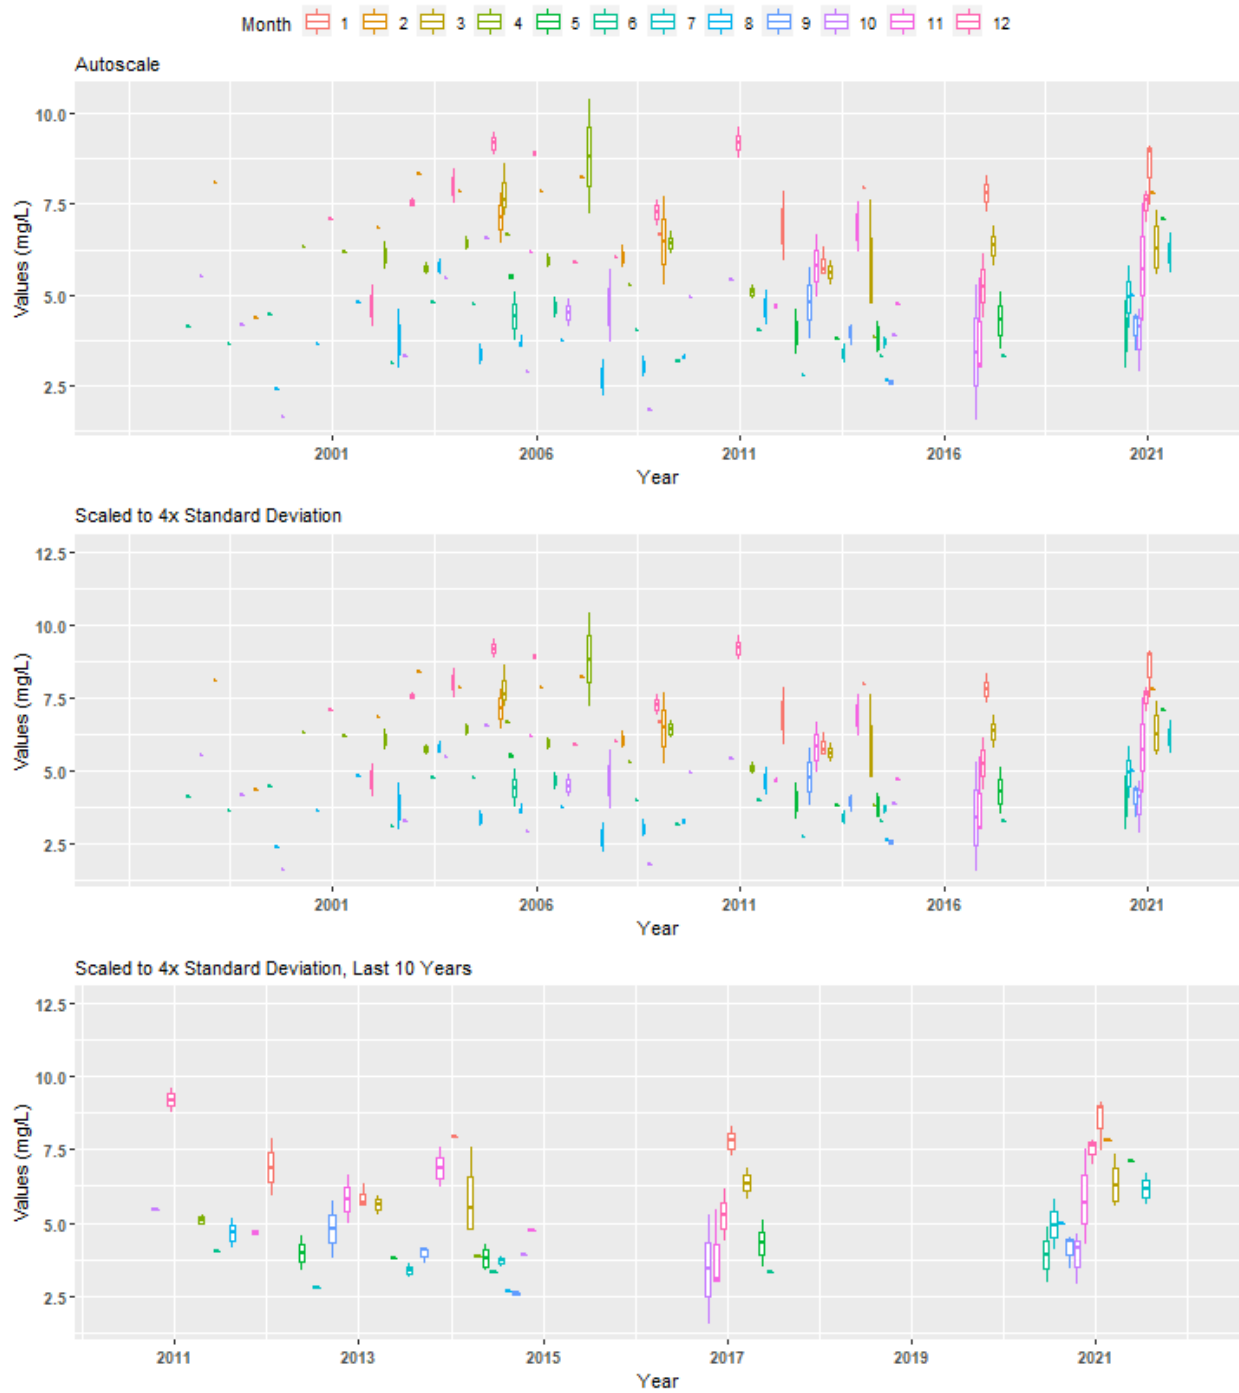 Month 1 2 3 4 5 6 7 8 9 10 11 12
Autoscale
10.0
7.5
5.0
2.5
Values (mg/L)
2001 2006 2011 2016 2021
Year
Scaled to 4x Standard Deviation
12.5
10.0
7.5
5.0
2.5
Values (mg/L)
2001 2006 2011 2016 2021
Year
Scaled to 4x Standard Deviation, Last 10 Years
12.5
10.0
7.5
5.0
2.5
Values (mg/L)
2011 2013 2015 2017 2019 2021
Year